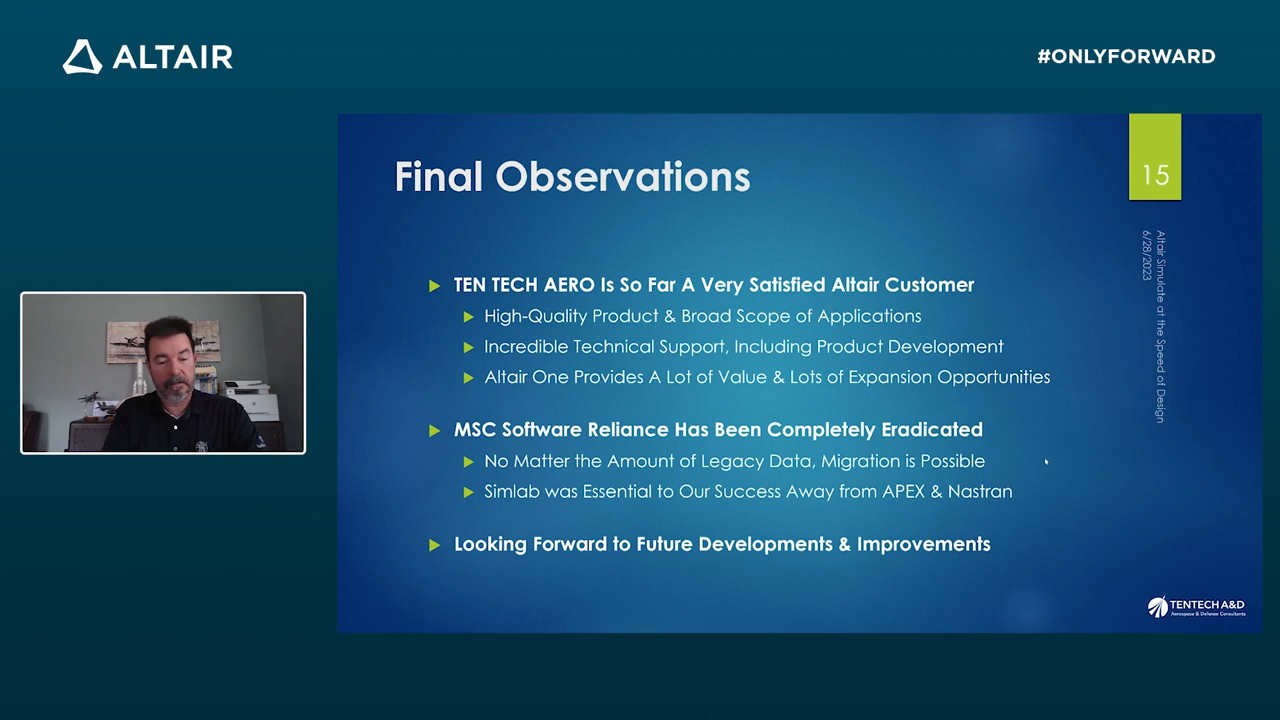 ALTAIR
#ONLYFORWARD
Final Observations
15
Altair Simulate at the Speed of Design
6/28/2023
TEN TECH AERO Is So Far A Very Satisfied Altair Customer
High-Quality Product & Broad Scope of Applications
Incredible Technical Support, Including Product Development
Altair One Provides A Lot of Value & Lots of Expansion Opportunities
MSC Software Reliance Has Been Completely Eradicated
No Matter the Amount of Legacy Data, Migration is Possible
Simlab was Essential to Our Success Away from APEX & Nastran
Looking Forward to Future Developments & Improvements
TENTECH A&D
Aerospace & Defense Consultants